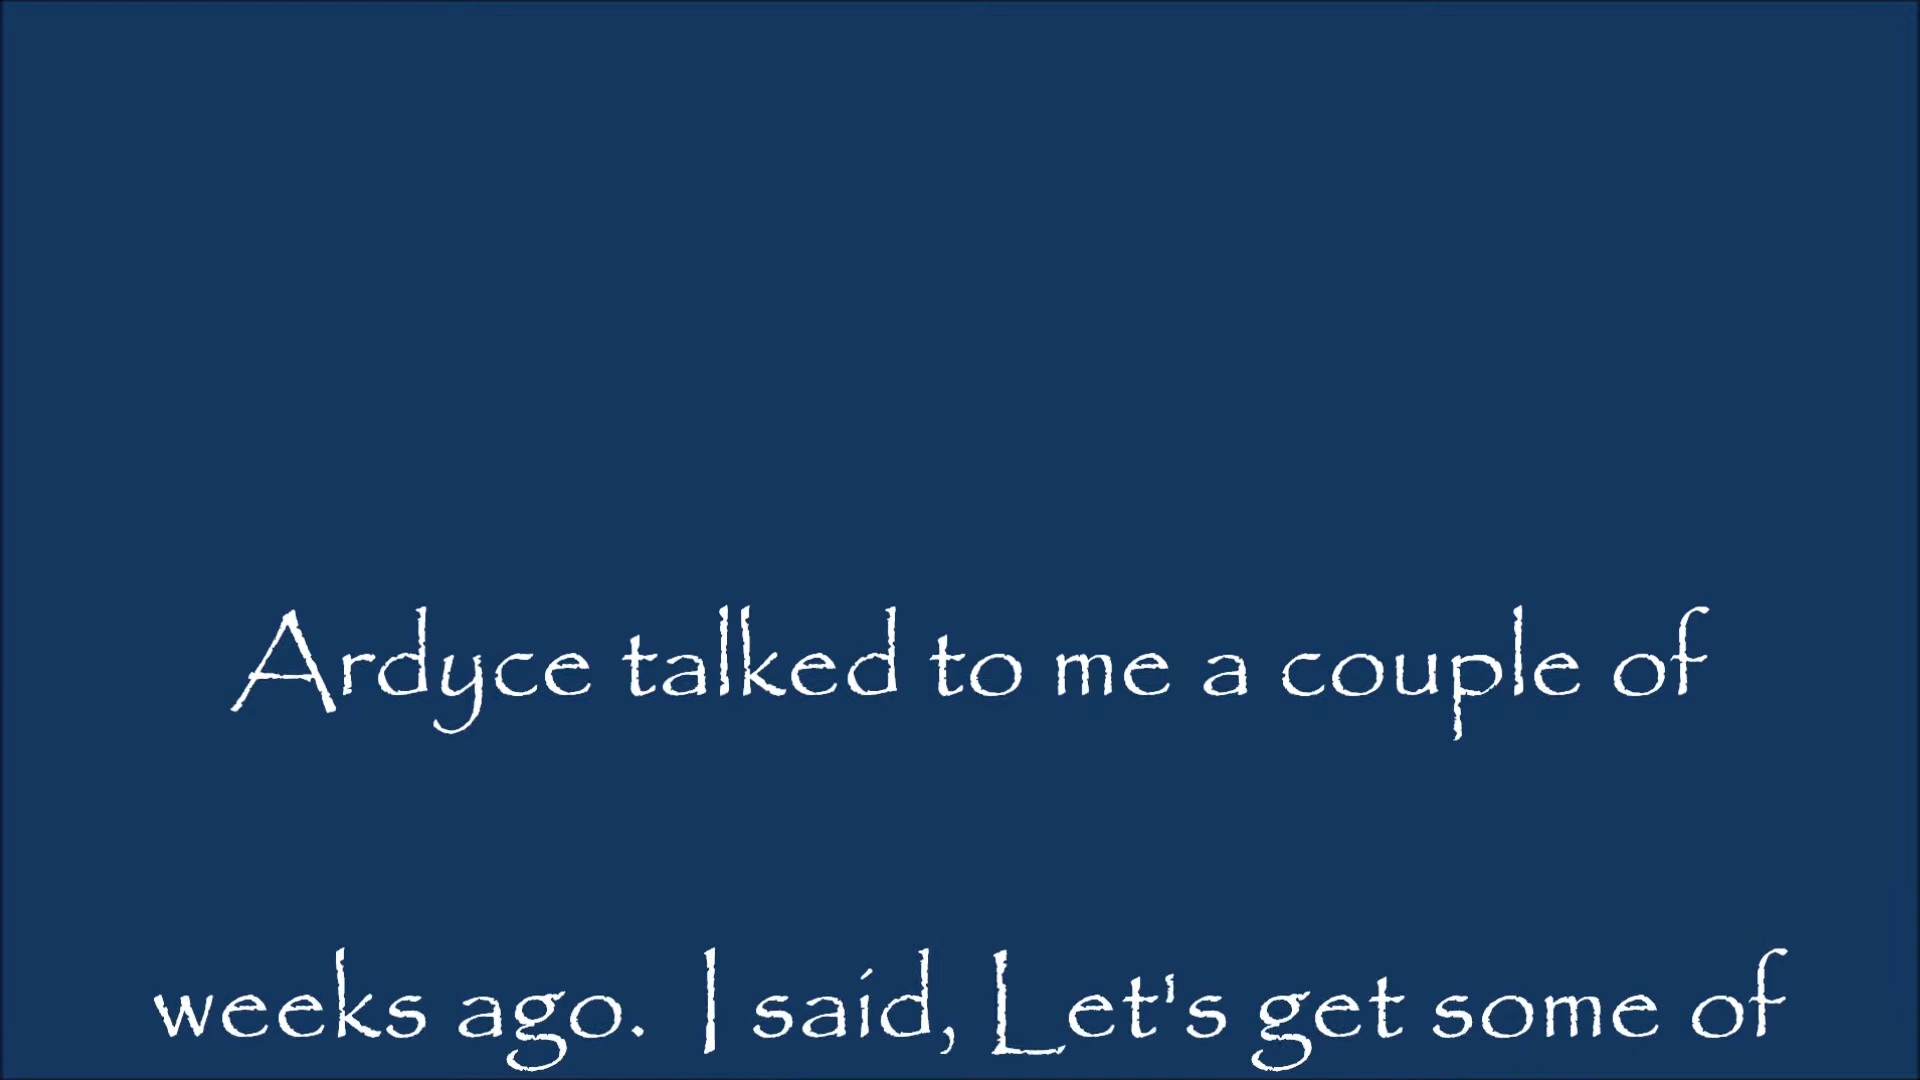 Ardyce talked to me a couple of
weeks ago.  I said, Let's get some of